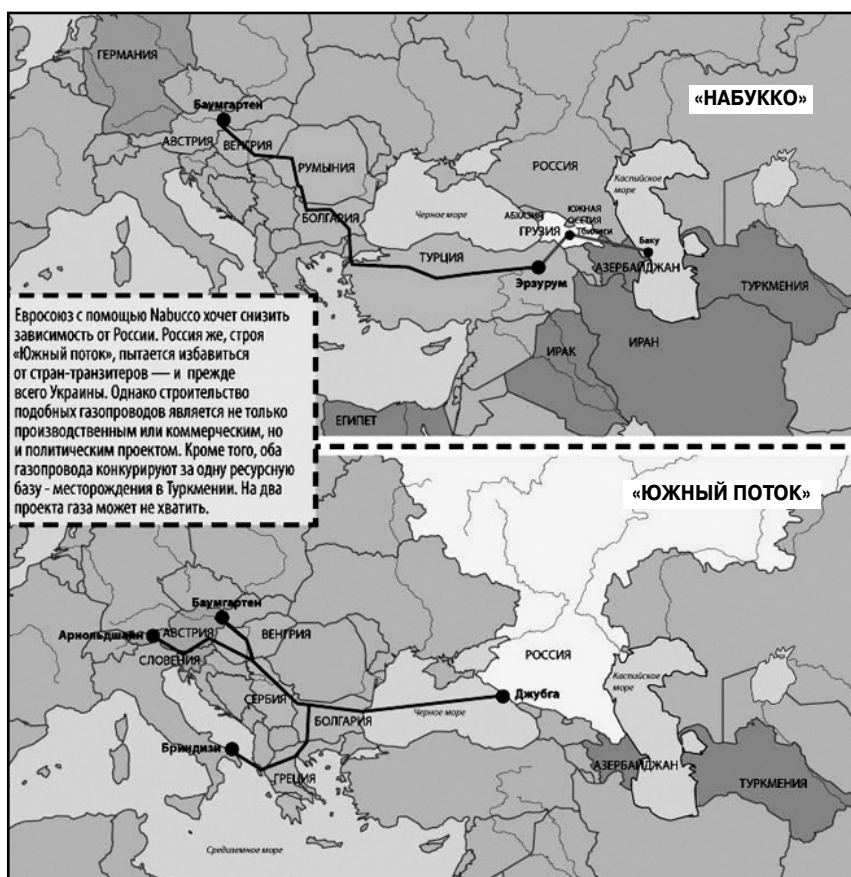 ГЕРМАНИЯ
«НАБУККО»
Баумгартен
АВСТРИЯ
ВЕНГРИЯ
РУМЫНИЯ
РОССИЯ
Каспийское
море
Черное море
АБХАЗИЯ
ЮЖНАЯ
ОСЕТИЯ
БОЛГАРИЯ
ГРУЗИЯ
Тбилиси
Баку
ТУРЦИЯ
АЗЕРБАЙДЖАН
Эрзурум
ТУРКМЕНИЯ
ИРАК
ИРАН
ЕГИПЕТ
Евросоюз с помощью Nabucco хочет снизить
зависимость от России. Россия же, строя
«Южный поток», пытается избавиться
от стран-транзитеров — и прежде
всего Украины. Однако строительство
подобных газопроводов является не только
производственным или коммерческим, но
и политическим проектом. Кроме того, оба
газопровода конкурируют за одну ресурсную
базу - месторождения в Туркмении. На два
проекта газа может не хватить.
«ЮЖНЫЙ ПОТОК»
Баумгартен
Арнольдшайн
АВСТРИЯ
ВЕНГРИЯ
СЛОВЕНИЯ
РОССИЯ
Каспийское
море
СЕРБИЯ
Джубга
БОЛГАРИЯ
Черное море
Бриндизи
ГРЕЦИЯ
АЗЕРБАЙДЖАН
ТУРКМЕНИЯ
Средиземное море